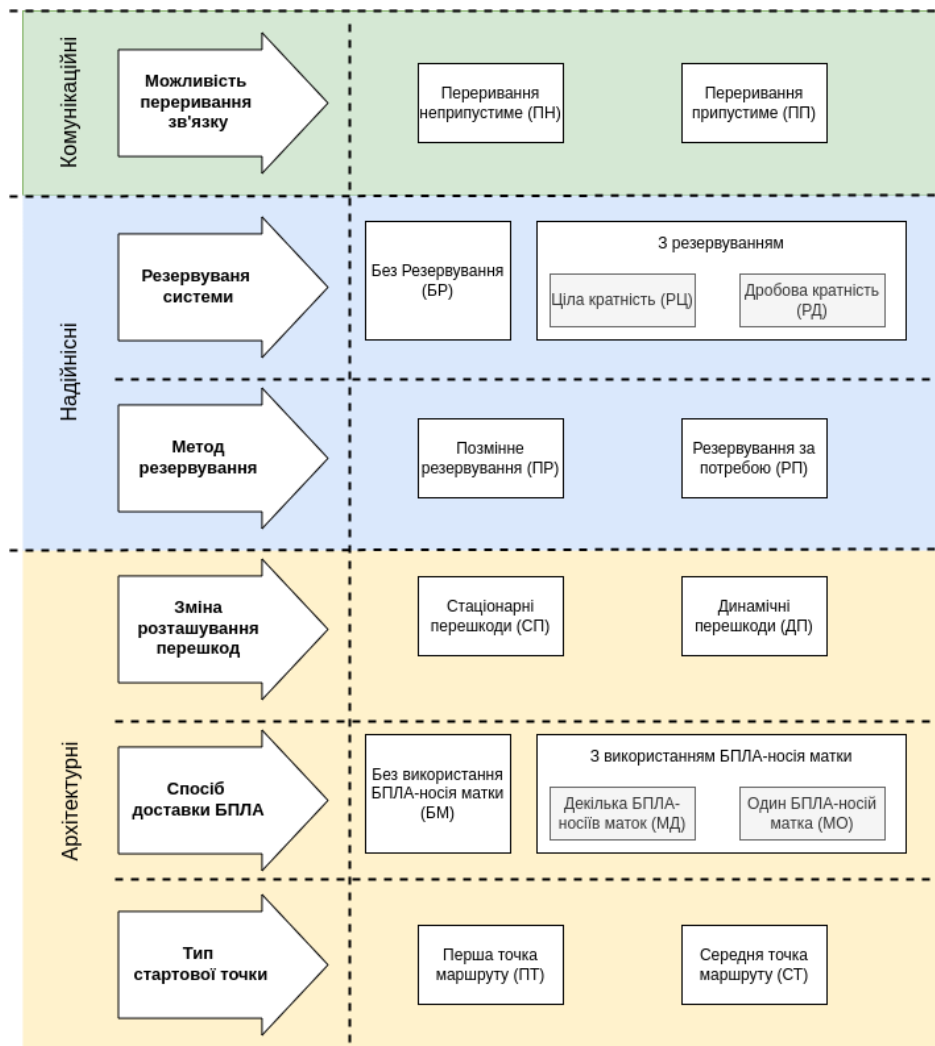 Комунікаційні
Можливість
переривання
зв'язку
Переривання
неприпустиме (ПН)
Переривання
припустиме (ПП)
Надійнісні
Резервуваня
системи
Без Резервування
(БР)
З резервуванням
Ціла кратність (РЦ)
Дробова кратність
(РД)
Метод
резервування
Позмінне
резервування (ПР)
Резервування за
потребою (РП)
Архітектурні
Зміна
розташування
перешкод
Стаціонарні
перешкоди (СП)
Динамічні
перешкоди (ДП)
Спосіб
доставки БПЛА
Без використання
БПЛА-носія матки
(БМ)
З використанням БПЛА-носія матки
Декілька БПЛА-
носіїв маток (МД)
Один БПЛА-носій
матка (МО)
Тип
стартової точки
Перша точка
маршруту (ПТ)
Середня точка
маршруту (СТ)